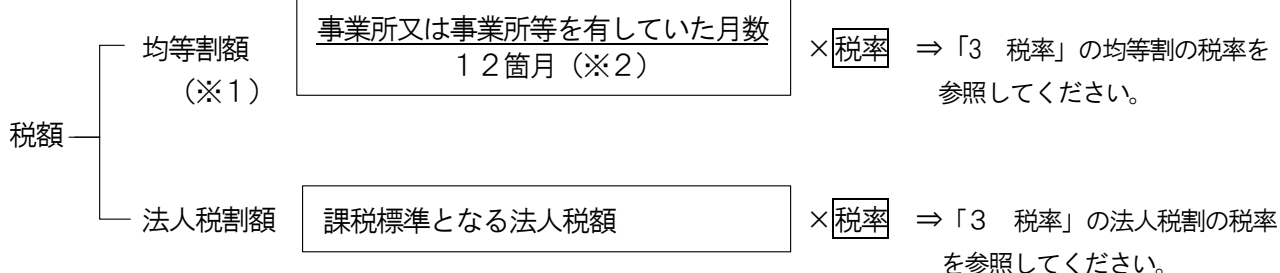 事業所又は事業所等を有していた月数
均等割額
×税率 ⇒「3 税率」の均等割の税率を
１２箇月（※２）
（※１）
参照してください。
税額
法人税割額
課税標準となる法人税額
×税率 ⇒「３ 税率」の法人税割の税率
を参照してください。